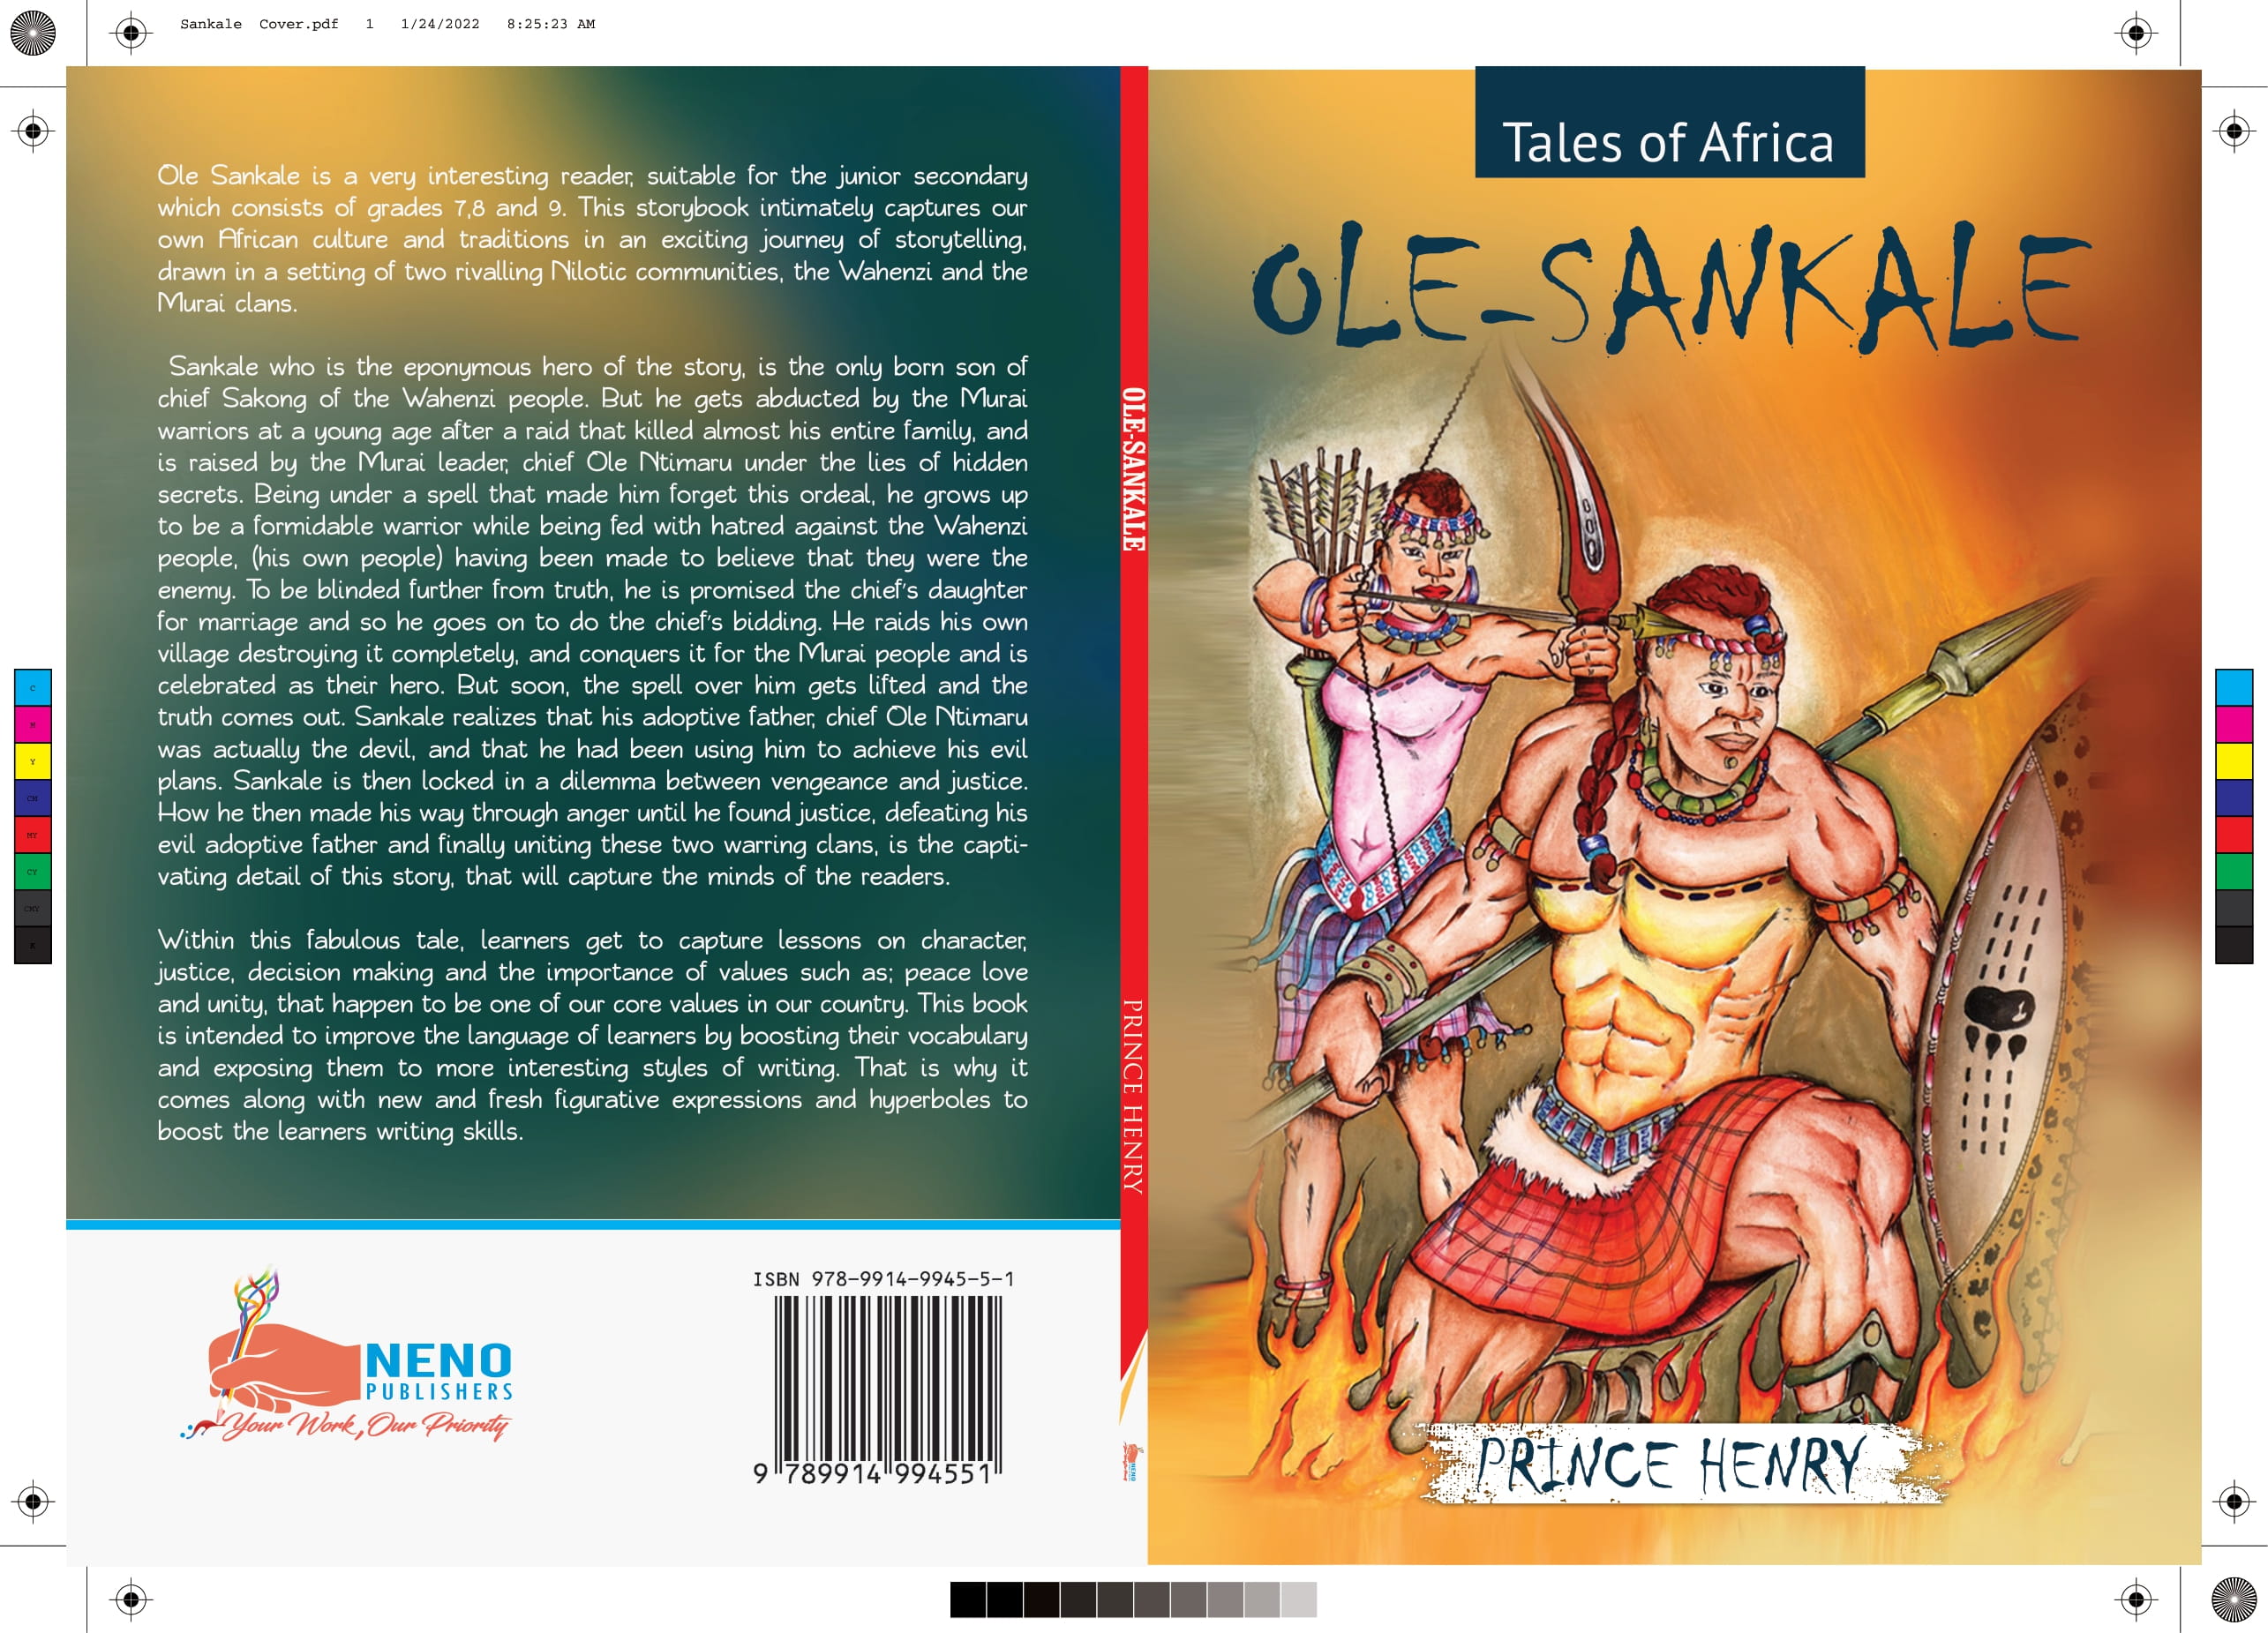 Sankale Cover.pdf 1 1/24/2022 8:25:23 AM
Ole Sankale is a very interesting reader, suitable for the junior secondary
which consists of grades 7,8 and 9. This storybook intimately captures our
own African culture and traditions in an exciting journey of storytelling,
drawn in a setting of two rivalling Nilotic communities, the Wahenzi and the
Murai clans.
Sankale who is the eponymous hero of the story, is the only born son of
chief Sakong of the Wahenzi people. But he gets abducted by the Murai
warriors at a young age after a raid that killed almost his entire family, and
is raised by the Murai leader, chief Ole Ntimaru under the lies of hidden
secrets. Being under a spell that made him forget this ordeal, he grows up
to be a formidable warrior while being fed with hatred against the Wahenzi
people, (his own people) having been made to believe that they were the
enemy. To be blinded further from truth, he is promised the chief's daughter
for marriage and so he goes on to do the chief's bidding. He raids his own
village destroying it completely, and conquers it for the Murai people and is
celebrated as their hero. But soon, the spell over him gets lifted and the
truth comes out. Sankale realizes that his adoptive father, chief Ole Ntimaru
was actually the devil, and that he had been using him to achieve his evil
plans. Sankale is then locked in a dilemma between vengeance and justice.
How he then made his way through anger until he found justice, defeating his
evil adoptive father and finally uniting these two warring clans, is the capti-
vating detail of this story, that will capture the minds of the readers.
Within this fabulous tale, learners get to capture lessons on character,
justice, decision making and the importance of values such as; peace love
and unity, that happen to be one of our core values in our country. This book
is intended to improve the language of learners by boosting their vocabulary
and exposing them to more interesting styles of writing. That is why it
comes along with new and fresh figurative expressions and hyperboles to
boost the learners writing skills.
NENO
PUBLISHERS
Your Work, Our Priority
ISBN 978-9914-9945-5-1
9 789914 994551
OLE-SANKALE
PRINCE HENRY
NENO
Tales of Africa
OLE-SANKALE
PRINCE HENRY
C
M
Y
CM
MY
CY
CMY
K